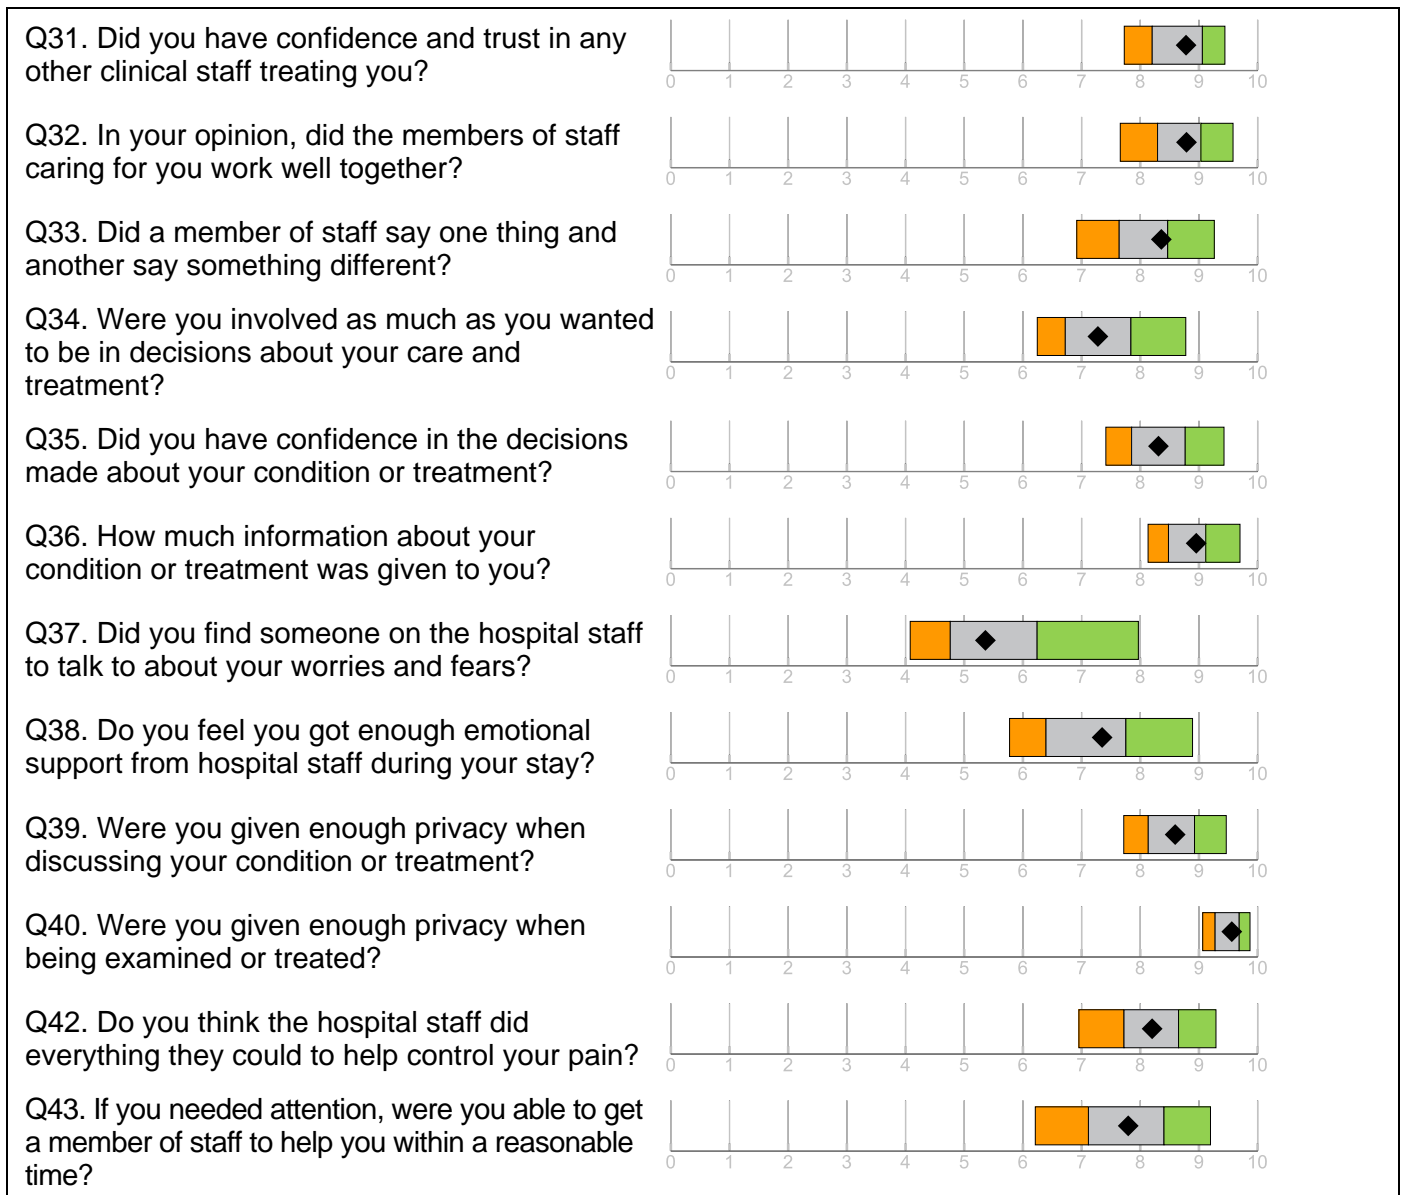 Q31. Did you have confidence and trust in any
other clinical staff treating you?
0 1 2 3 4 5 6 7 8 9 10
Q32. In your opinion, did the members of staff
caring for you work well together?
0 1 2 3 4 5 6 7 8 9 10
Q33. Did a member of staff say one thing and
another say something different?
0 1 2 3 4 5 6 7 8 9 10
Q34. Were you involved as much as you wanted
to be in decisions about your care and
treatment?
0 1 2 3 4 5 6 7 8 9 10
Q35. Did you have confidence in the decisions
made about your condition or treatment?
0 1 2 3 4 5 6 7 8 9 10
Q36. How much information about your
condition or treatment was given to you?
0 1 2 3 4 5 6 7 8 9 10
Q37. Did you find someone on the hospital staff
to talk to about your worries and fears?
0 1 2 3 4 5 6 7 8 9 10
Q38. Do you feel you got enough emotional
support from hospital staff during your stay?
0 1 2 3 4 5 6 7 8 9 10
Q39. Were you given enough privacy when
discussing your condition or treatment?
0 1 2 3 4 5 6 7 8 9 10
Q40. Were you given enough privacy when
being examined or treated?
0 1 2 3 4 5 6 7 8 9 10
Q42. Do you think the hospital staff did
everything they could to help control your pain?
0 1 2 3 4 5 6 7 8 9 10
Q43. If you needed attention, were you able to get
a member of staff to help you within a reasonable
time?
0 1 2 3 4 5 6 7 8 9 10